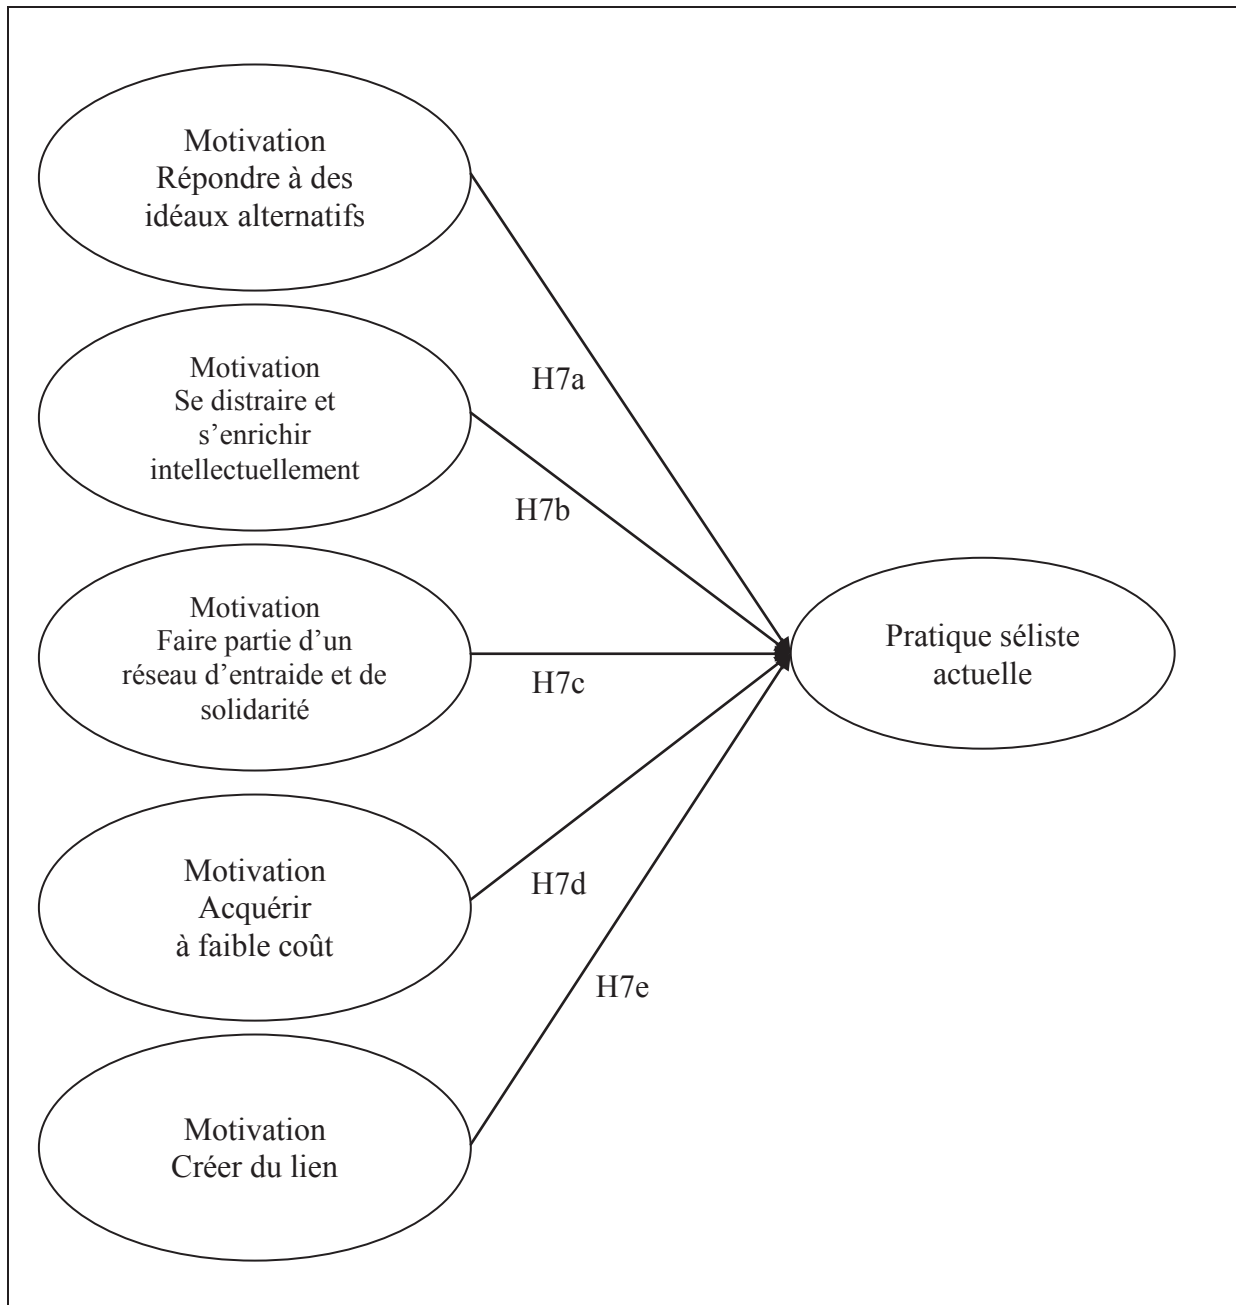 Motivation
Répondre à des
idéaux alternatifs
Motivation
Se distraire et
s’enrichir
intellectuellement
H7a
H7b
Motivation
Faire partie d’un
réseau d’entraide et de
solidarité
H7c
Pratique séliste
actuelle
Motivation
Acquérir
à faible coût
H7d
H7e
Motivation
Créer du lien